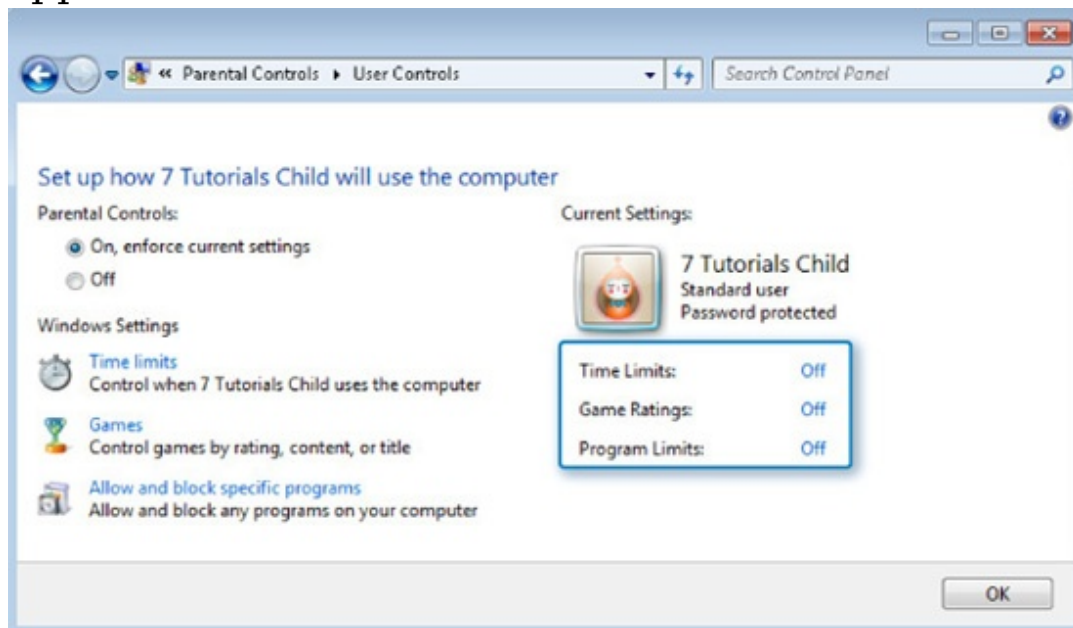 « Parental Controls ▸ User Controls
Search Control Panel
Set up how 7 Tutorials Child will use the computer
Parental Controls:
On, enforce current settings
Off
Windows Settings
Time limits
Control when 7 Tutorials Child uses the computer
Games
Control games by rating, content, or title
Allow and block specific programs
Allow and block any programs on your computer
Current Settings:
7 Tutorials Child
Standard user
Password protected
Time Limits: Off
Game Ratings: Off
Program Limits: Off
OK